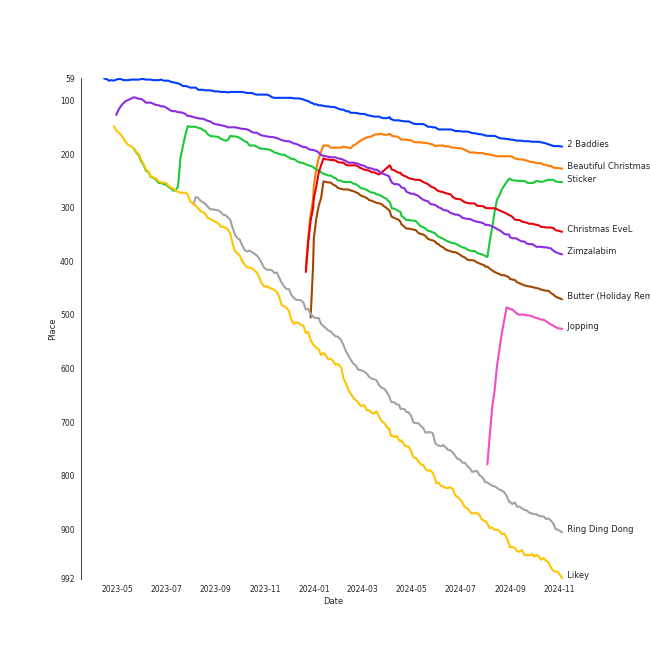 59
100
200
300
400
500
600
700
800
900
992
Place
2023-05
2023-07
2023-09
2023-11
2024-01
2024-03
2024-05
2024-07
2024-09
2024-11
Date
2 Baddies
Beautiful Christmas
Sticker
Christmas EveL
Zimzalabim
Butter (Holiday Rem
Jopping
Ring Ding Dong
Likey